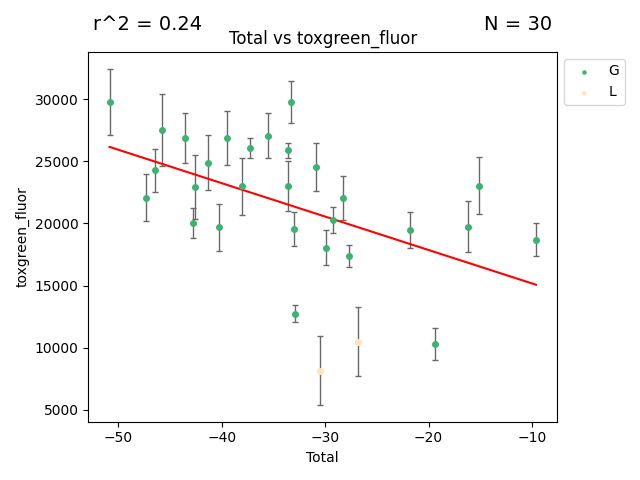 r^2 = 0.24
N = 30
Total vs toxgreen_fluor
G
L
30000
25000
20000
15000
10000
5000
toxgreen_fluor
−50
−40
−30
−20
−10
Total